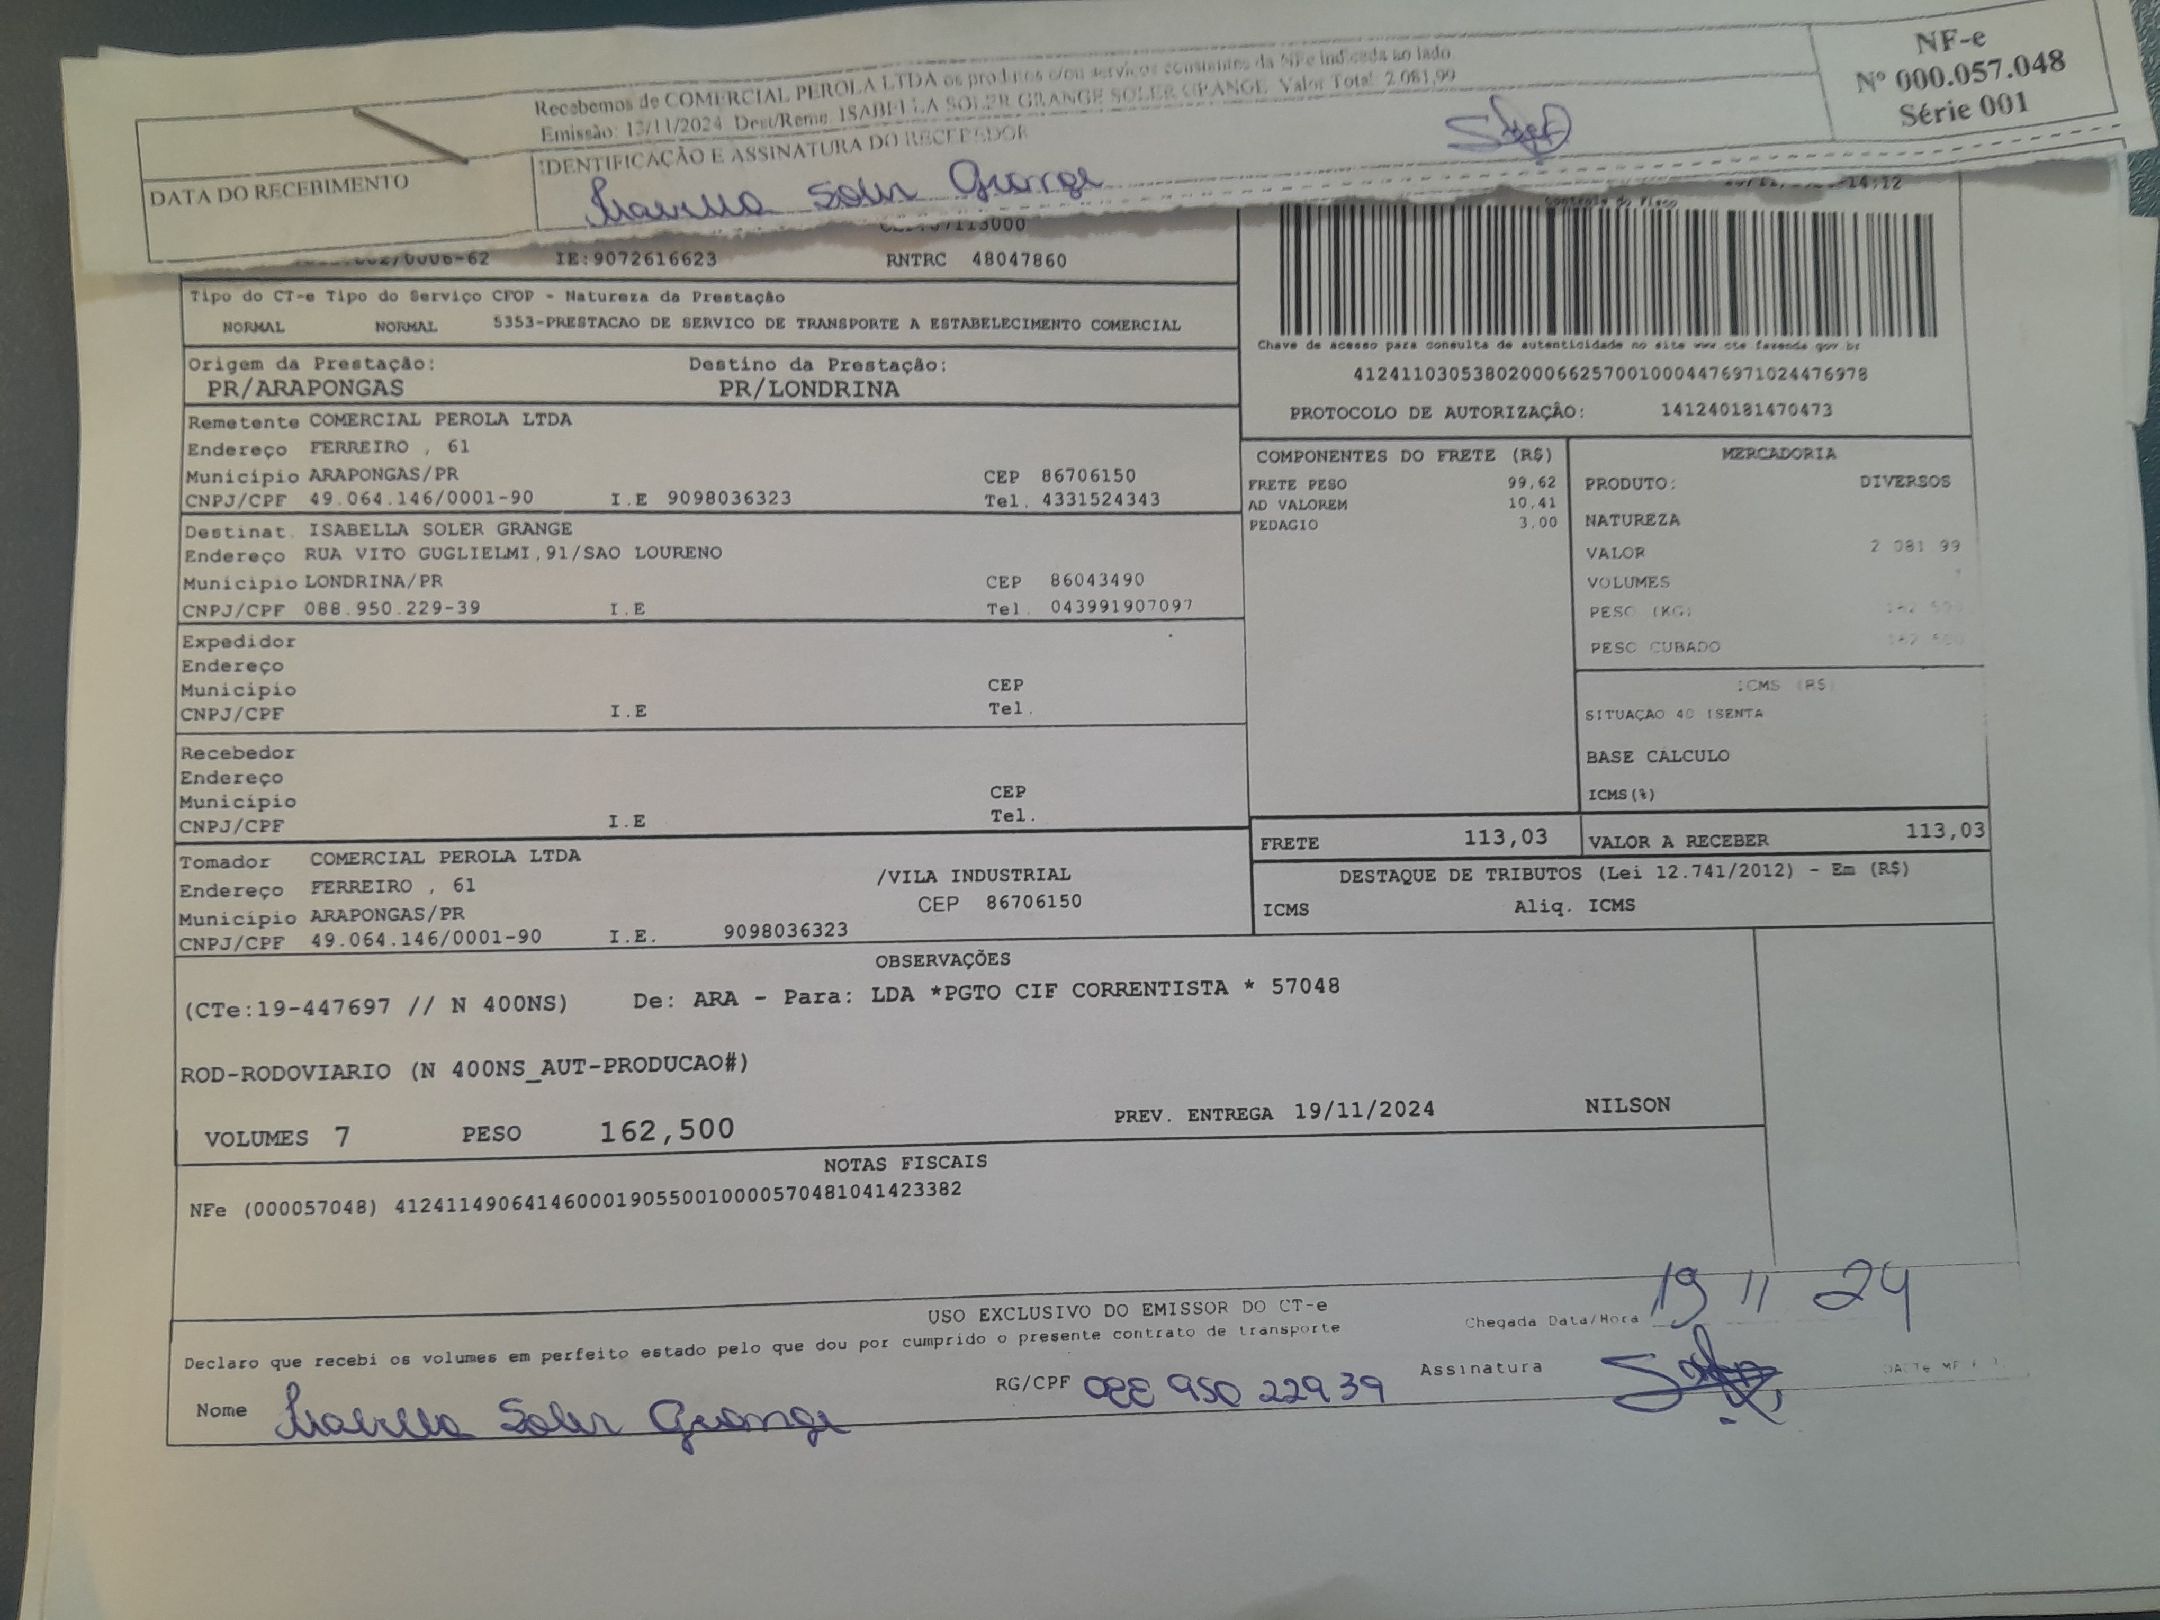 Recebemos de COMERCIAL PEROLA LTDA os produtos e/ou serviços constantes da NFe indicada ao lado
Emissão: 13/11/2024 Dest/Reme: ISABELLA SOLER GRANGE SOLER GRANGE Valor Total: 2.081,99
NF-e
Nº 000.057.048
Série 001
DATA DO RECEBIMENTO
IDENTIFICAÇÃO E ASSINATURA DO RECEBEDOR
Soler Grange
14:12
Controle do Fisco
/0006-62 IE:9072616623 RNTRC 48047860
Tipo do CT-e Tipo do Serviço CFOP - Natureza da Prestação
NORMAL NORMAL 5353-PRESTACAO DE SERVICO DE TRANSPORTE A ESTABELECIMENTO COMERCIAL
Chave de acesso para consulta de autenticidade no site www cte fazenda gov br
41241103053802000662570010004476971024476978
PROTOCOLO DE AUTORIZAÇÃO: 141240181470473
Origem da Prestação: Destino da Prestação:
PR/ARAPONGAS PR/LONDRINA
Remetente COMERCIAL PEROLA LTDA
Endereço FERREIRO , 61
Município ARAPONGAS/PR CEP 86706150
CNPJ/CPF 49.064.146/0001-90 I.E 9098036323 Tel. 4331524343
Destinat. ISABELLA SOLER GRANGE
Endereço RUA VITO GUGLIELMI,91/SAO LOURENO
Município LONDRINA/PR CEP 86043490
CNPJ/CPF 088.950.229-39 I.E Tel. 043991907097
Expedidor
Endereço
Município CEP
CNPJ/CPF I.E Tel.
Recebedor
Endereço
Município CEP
CNPJ/CPF I.E Tel.
Tomador COMERCIAL PEROLA LTDA
Endereço FERREIRO , 61 /VILA INDUSTRIAL
Município ARAPONGAS/PR CEP 86706150
CNPJ/CPF 49.064.146/0001-90 I.E. 9098036323
COMPONENTES DO FRETE (R$)
FRETE PESO 99,62
AD VALOREM 10,41
PEDAGIO 3,00
MERCADORIA
PRODUTO: DIVERSOS
NATUREZA
VALOR 2 081 99
VOLUMES
PESO (KG)
PESO CUBADO
ICMS (R$)
SITUAÇÃO 40 ISENTA
BASE CÁLCULO
ICMS(%)
FRETE 113,03 VALOR A RECEBER 113,03
DESTAQUE DE TRIBUTOS (Lei 12.741/2012) - Em (R$)
ICMS Aliq. ICMS
OBSERVAÇÕES
(CTe:19-447697 // N 400NS) De: ARA - Para: LDA *PGTO CIF CORRENTISTA * 57048
ROD-RODOVIARIO (N 400NS_AUT-PRODUCAO#)
VOLUMES 7 PESO 162,500 PREV. ENTREGA 19/11/2024 NILSON
NOTAS FISCAIS
NFe (000057048) 41241149064146000190550010000570481041423382
USO EXCLUSIVO DO EMISSOR DO CT-e
Declaro que recebi os volumes em perfeito estado pelo que dou por cumprido o presente contrato de transporte
Chegada Data/Hora 19 11 24
Nome Soler Grange RG/CPF 088 950 229 39 Assinatura